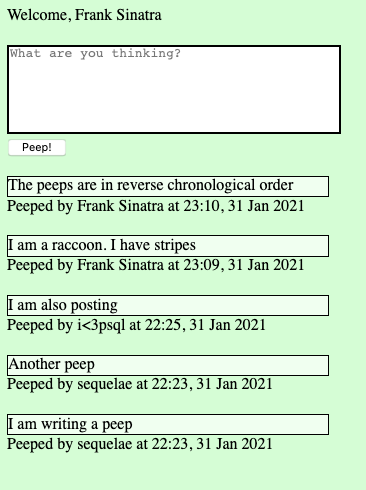 Welcome, Frank Sinatra
What are you thinking?
Peep!
The peeps are in reverse chronological order
Peeped by Frank Sinatra at 23:10, 31 Jan 2021
I am a raccoon. I have stripes
Peeped by Frank Sinatra at 23:09, 31 Jan 2021
I am also posting
Peeped by i<3psql at 22:25, 31 Jan 2021
Another peep
Peeped by sequelae at 22:23, 31 Jan 2021
I am writing a peep
Peeped by sequelae at 22:23, 31 Jan 2021